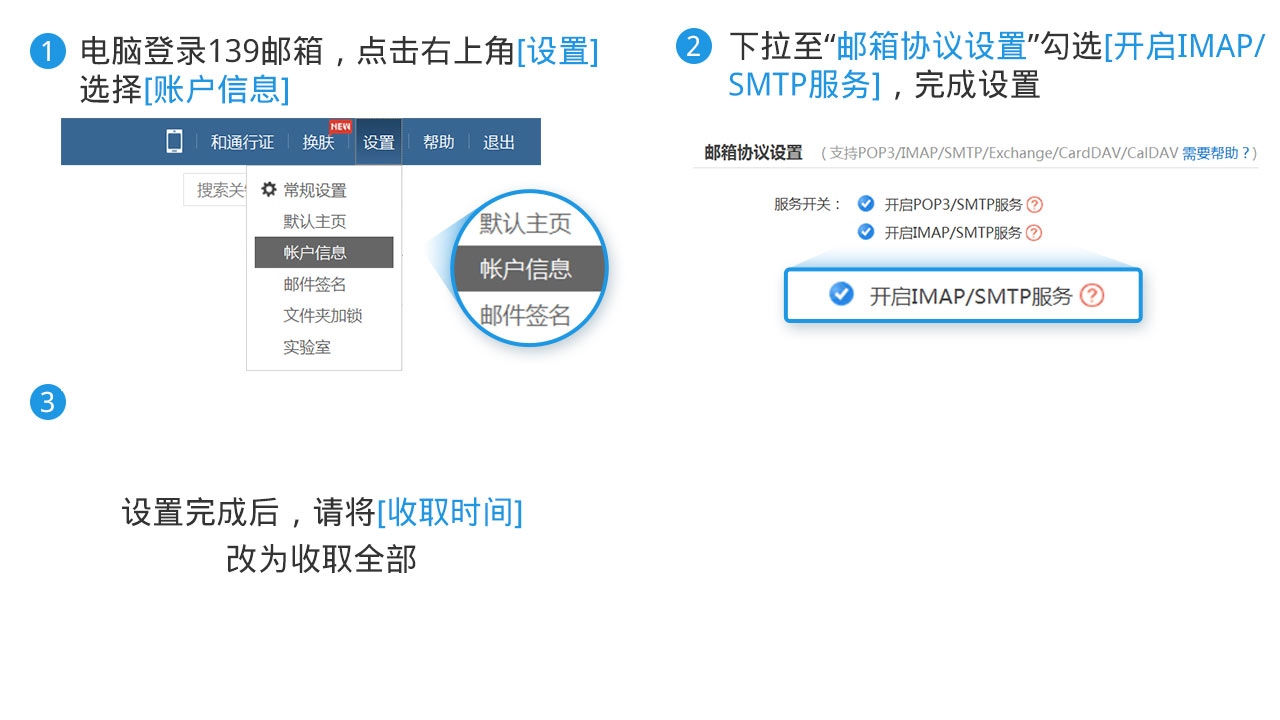 1 电脑登录139邮箱，点击右上角[设置]
选择[账户信息]
和通行证 换肤 NEW 设置 帮助 退出
搜索关
常规设置
默认主页
帐户信息
邮件签名
文件夹加锁
实验室
默认主页
帐户信息
邮件签名
2 下拉至“邮箱协议设置”勾选[开启IMAP/
SMTP服务]，完成设置
邮箱协议设置 （支持POP3/IMAP/SMTP/Exchange/CardDAV/CalDAV 需要帮助？）
服务开关： 开启POP3/SMTP服务 ?
开启IMAP/SMTP服务 ?
开启IMAP/SMTP服务 ?
3
设置完成后，请将[收取时间]
改为收取全部